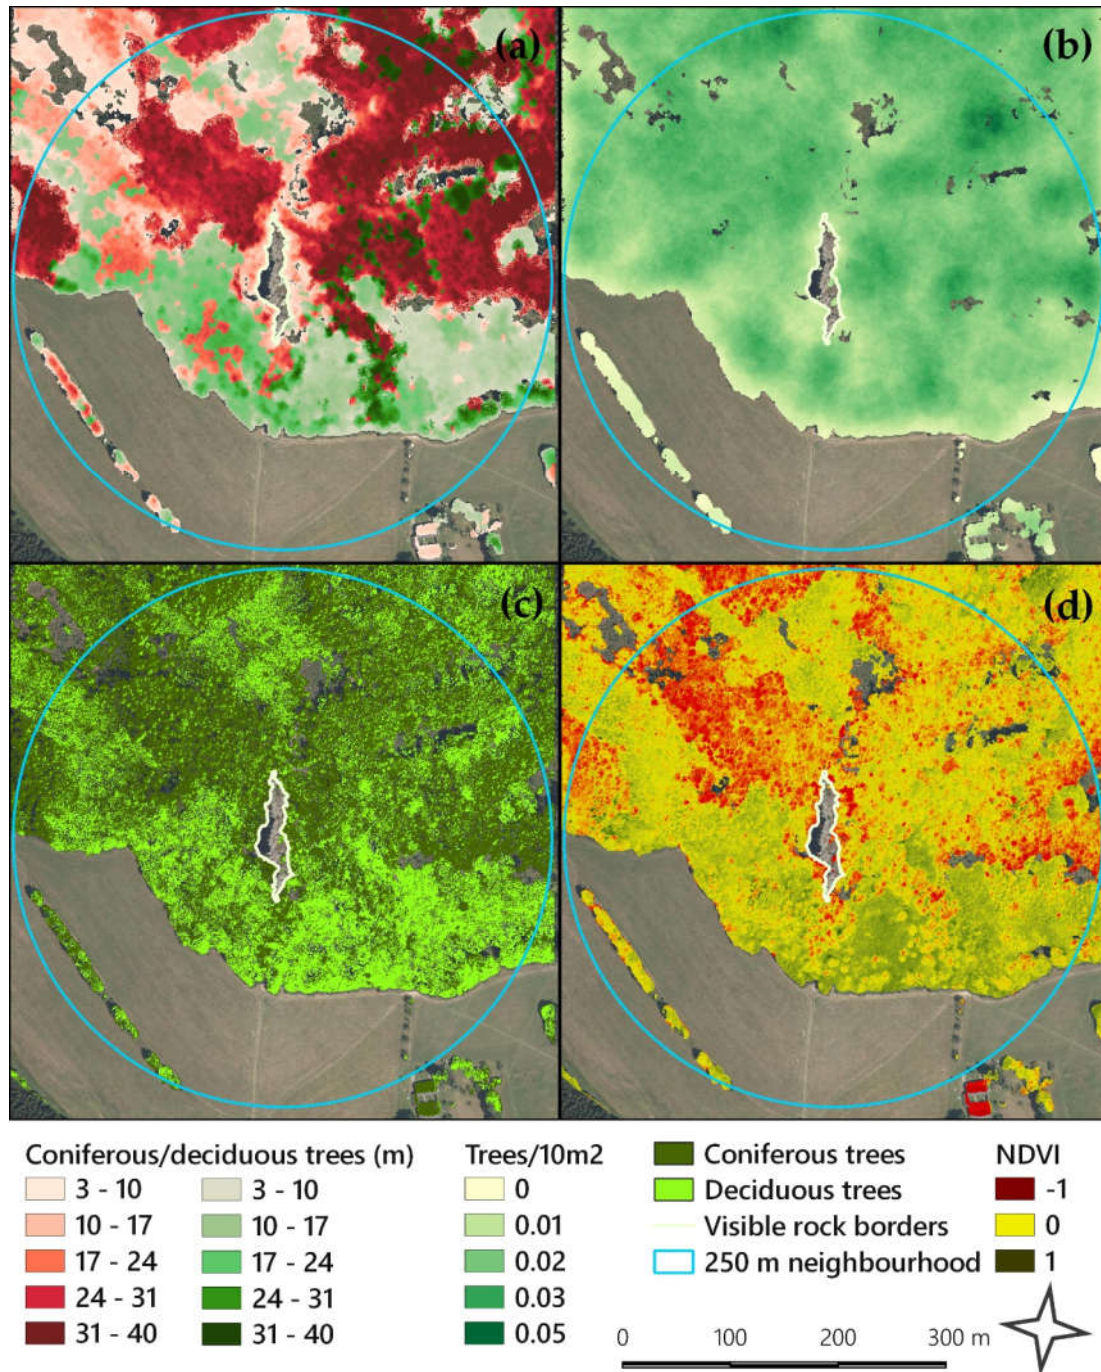 (a)
(b)
(c)
(d)
Coniferous/deciduous trees (m)
3 - 10
3 - 10
10 - 17
10 - 17
17 - 24
17 - 24
24 - 31
24 - 31
31 - 40
31 - 40
Trees/10m2
0
0.01
0.02
0.03
0.05
Coniferous trees
Deciduous trees
Visible rock borders
250 m neighbourhood
NDVI
-1
0
1
0 100 200 300 m